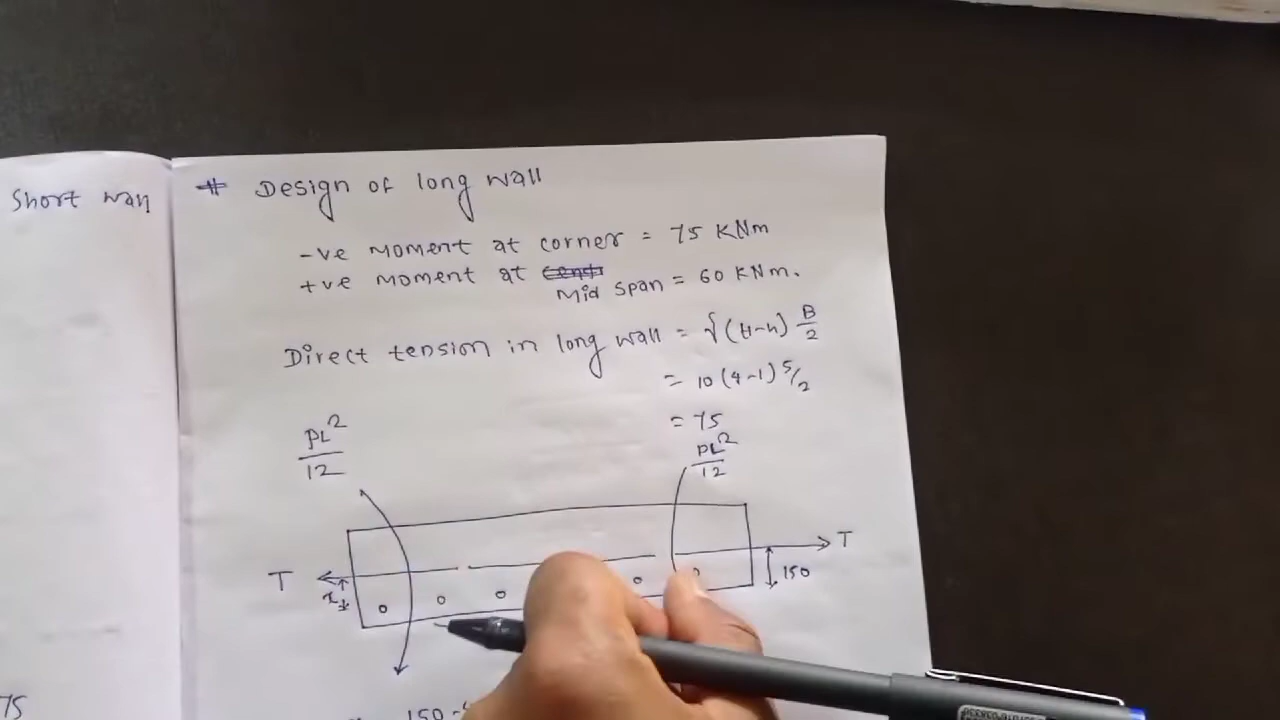 Short wall
# Design of long wall
-ve moment at corner = 75 KNm
+ve moment at Mid span = 60 KNm.
Direct tension in long wall = γ(H-h) B/2
= 10(4-1) 5/2
= 75
PL²/12
PL²/12
T
T
x
150
150
75